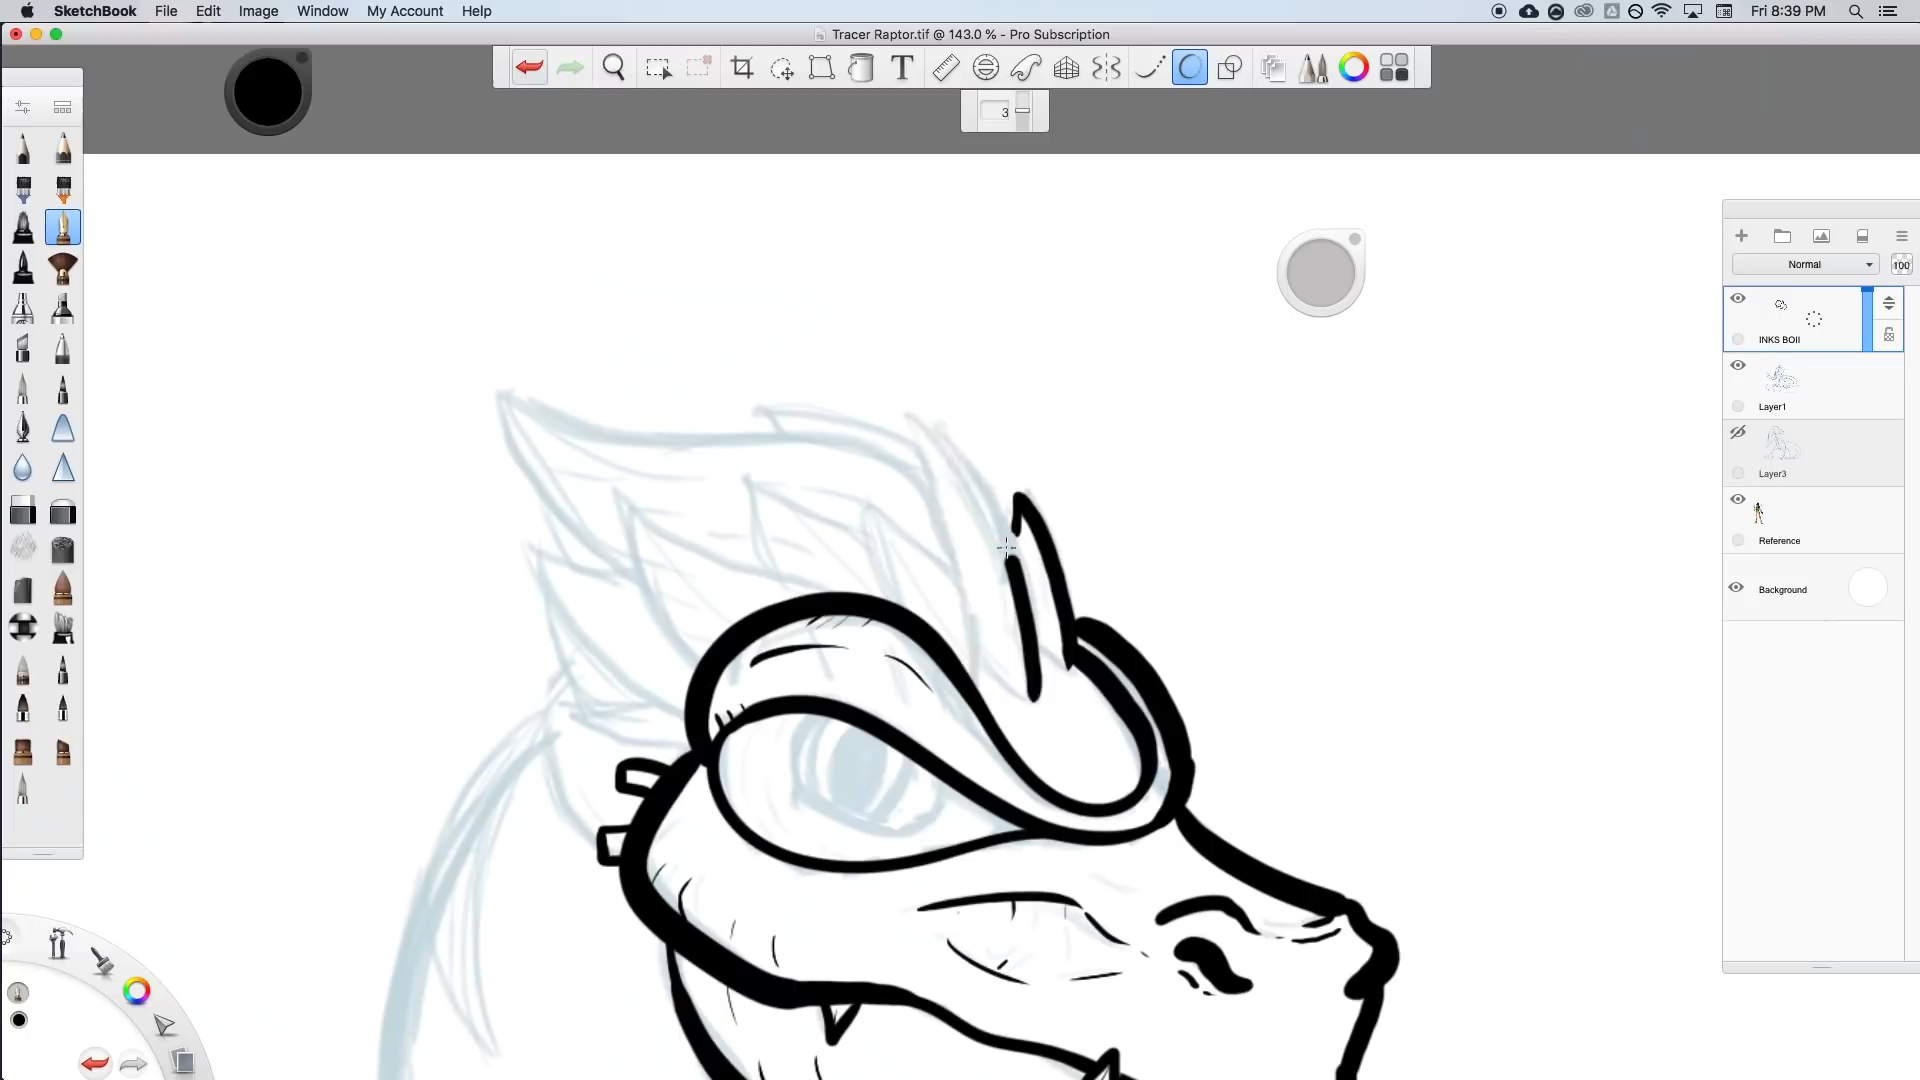 SketchBook File Edit Image Window My Account Help
Fri 8:39 PM
Tracer Raptor.tif @ 143.0 % - Pro Subscription
T
3
Normal
100
INKS BOII
Layer1
Layer3
Reference
Background